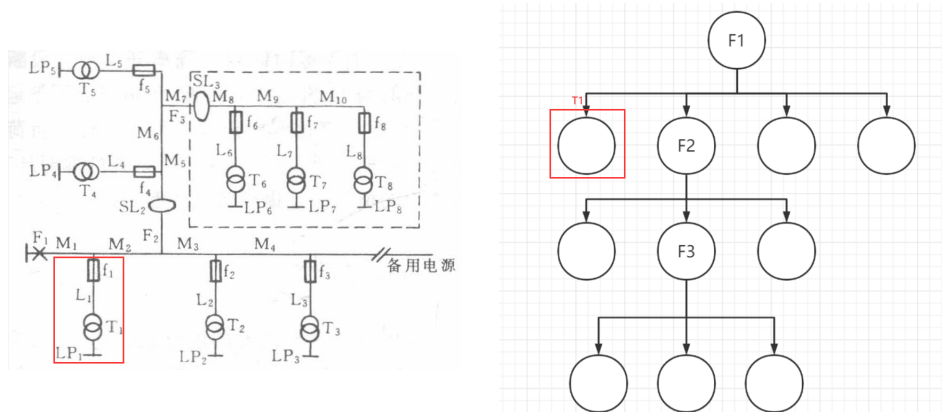 LP5 T5 L5 f5
SL3
M7 M8 M9 M10
F3
f6 f7 f8
M6
L6 L7 L8
LP4 T4 L4 M5
f4
T6 T7 T8
SL2
LP6 LP7 LP8
F1 M1 M2 F2 M3 M4
备用电源
f1 f2 f3
L1 L2 L3
T1 T2 T3
LP1 LP2 LP3
F1
T1
F2
F3